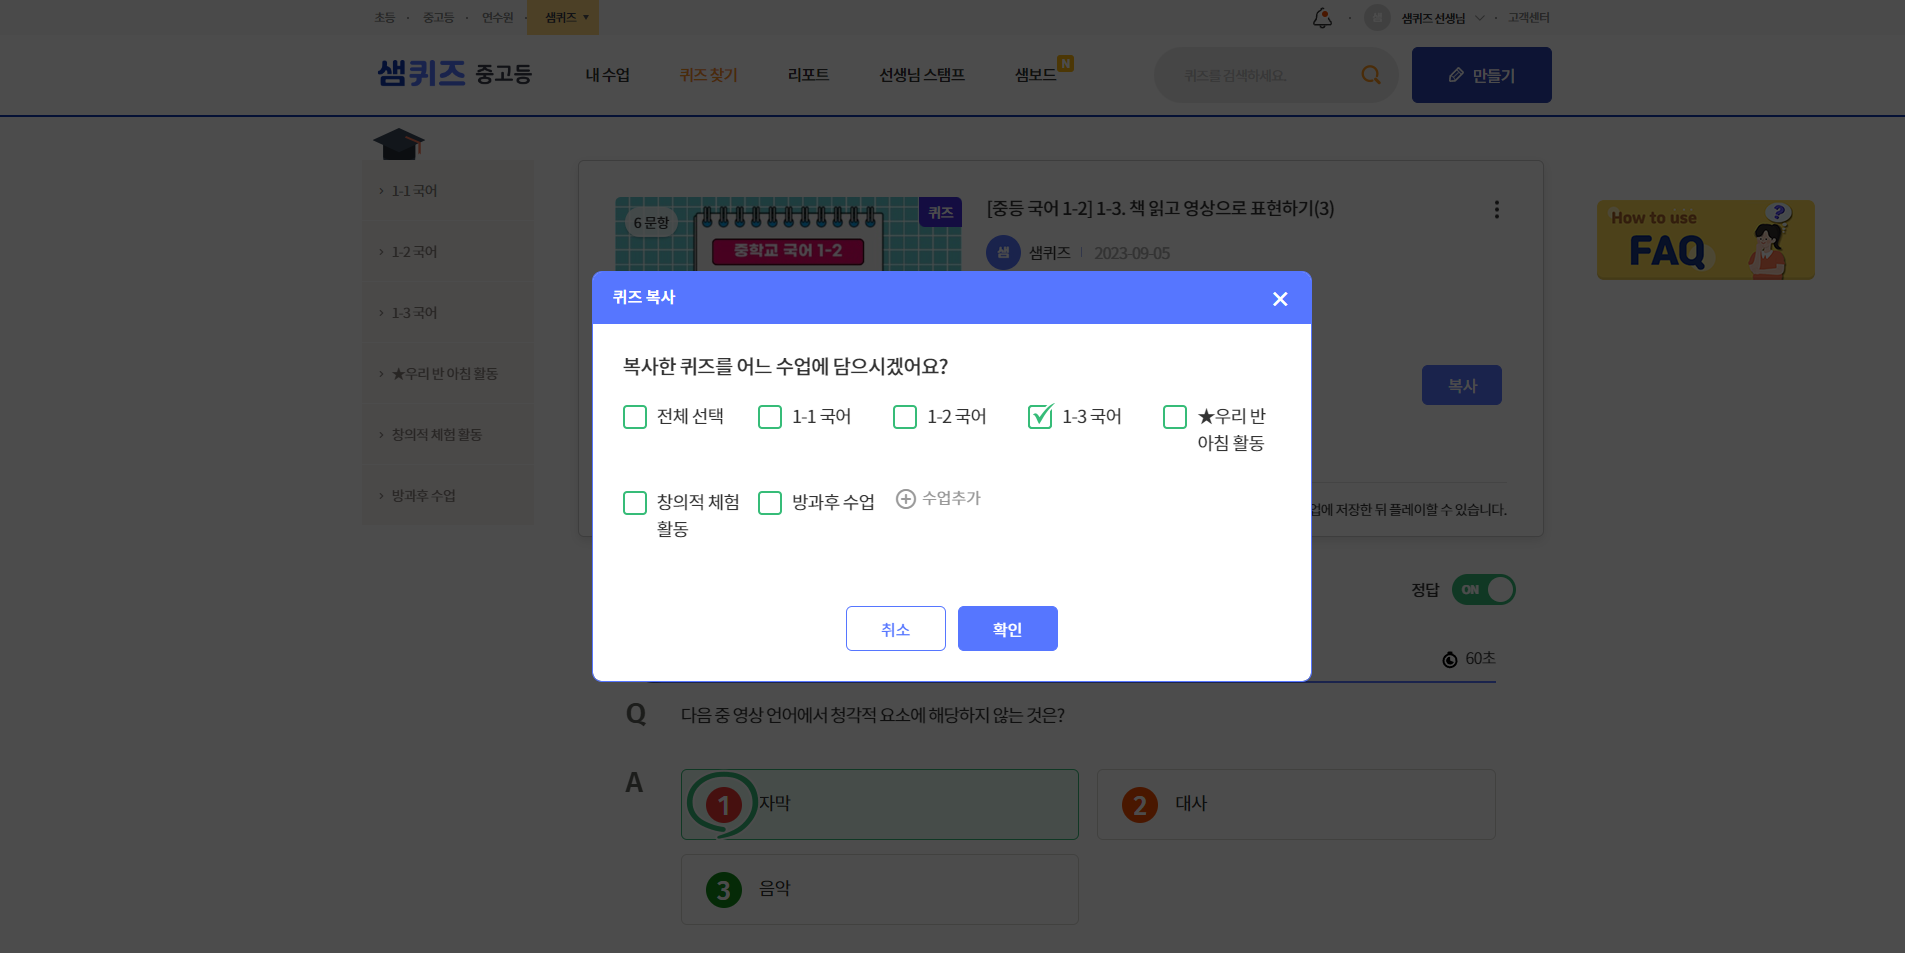 초등 · 중고등 · 연수원 · 샘퀴즈 ▾
· 샘 샘퀴즈 선생님 · 고객센터
샘퀴즈 중고등 내 수업 퀴즈 찾기 리포트 선생님 스탬프 샘보드 N 퀴즈를 검색하세요. 만들기
› 1-1 국어
› 1-2 국어
› 1-3 국어
› ★우리 반 아침 활동
› 창의적 체험 활동
› 방과후 수업
6 문항 퀴즈
중학교 국어 1-2
[중등 국어 1-2] 1-3. 책 읽고 영상으로 표현하기(3)
샘 샘퀴즈 | 2023-09-05
복사
업에 저장한 뒤 플레이할 수 있습니다.
How to use
FAQ
?
퀴즈 복사
복사한 퀴즈를 어느 수업에 담으시겠어요?
전체 선택 1-1 국어 1-2 국어 1-3 국어 ★우리 반
아침 활동
창의적 체험 방과후 수업 수업추가
활동
취소 확인
정답 ON
60초
Q 다음 중 영상 언어에서 청각적 요소에 해당하지 않는 것은?
A 1 자막 2 대사
3 음악